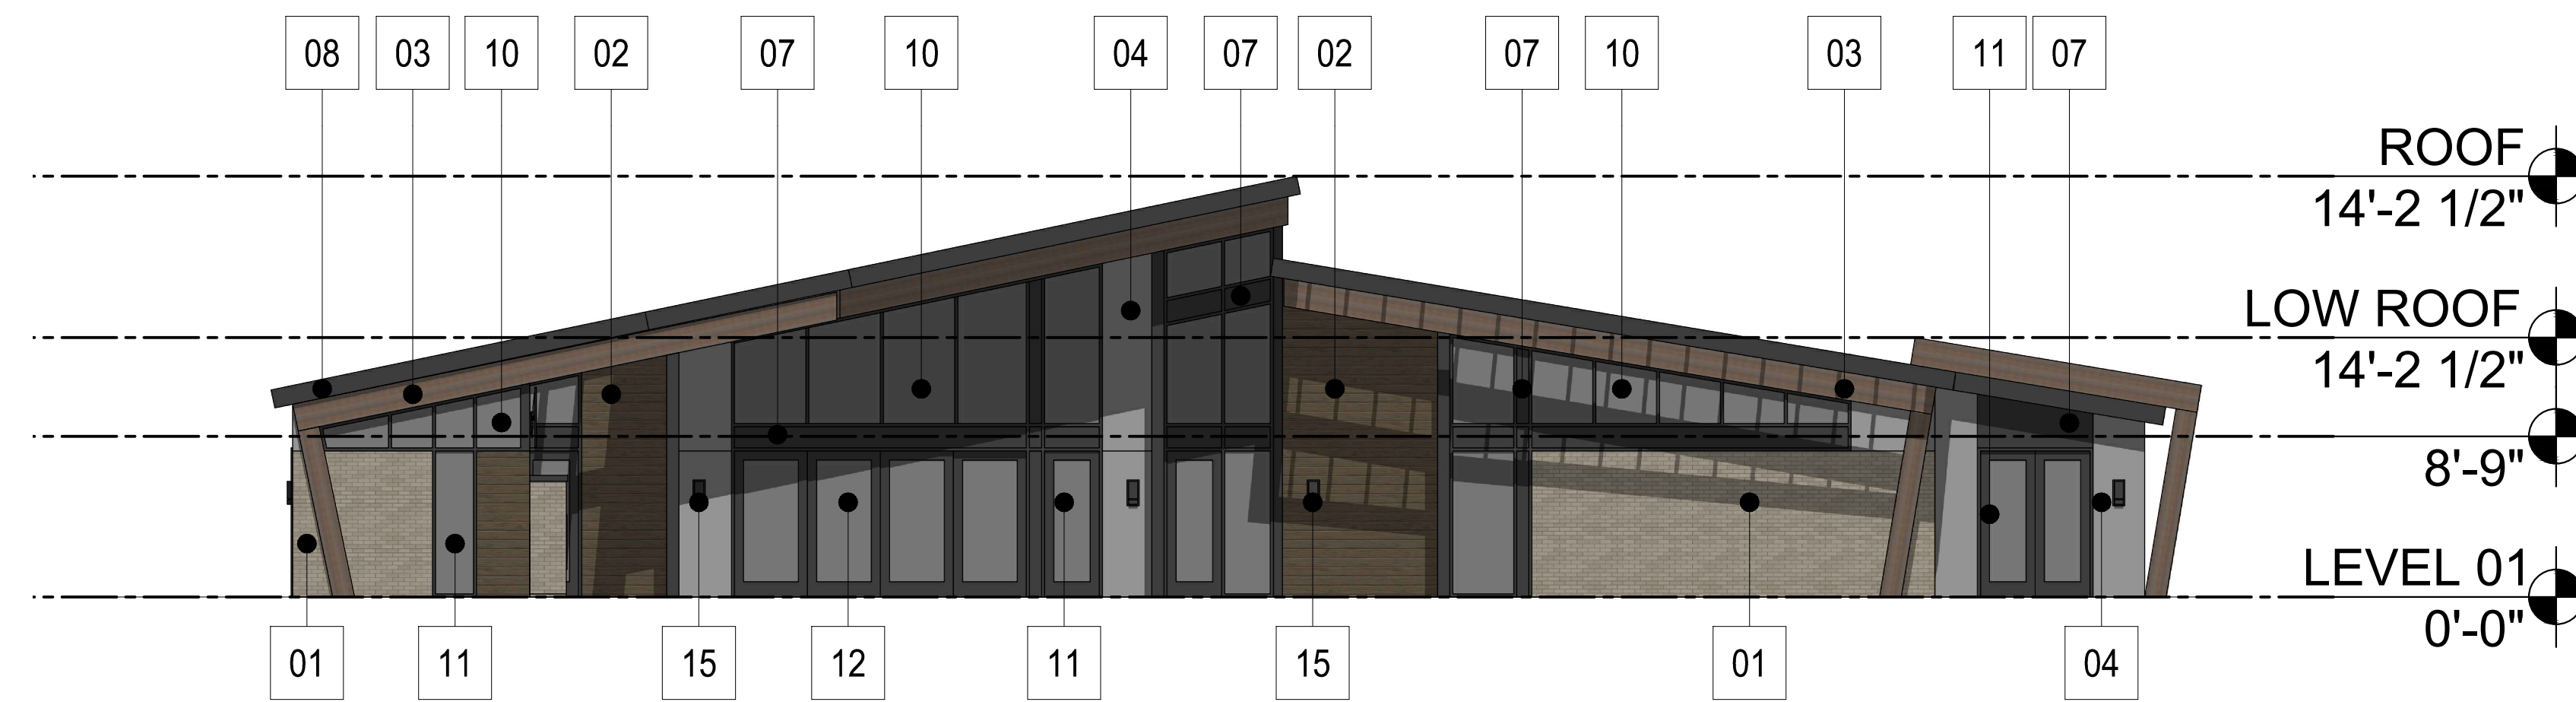 08 03 10 02 07 10 04 07 02 07 10 03 11 07
ROOF
14'-2 1/2"
LOW ROOF
14'-2 1/2"
8'-9"
LEVEL 01
0'-0"
01 11 15 12 11 15 01 04